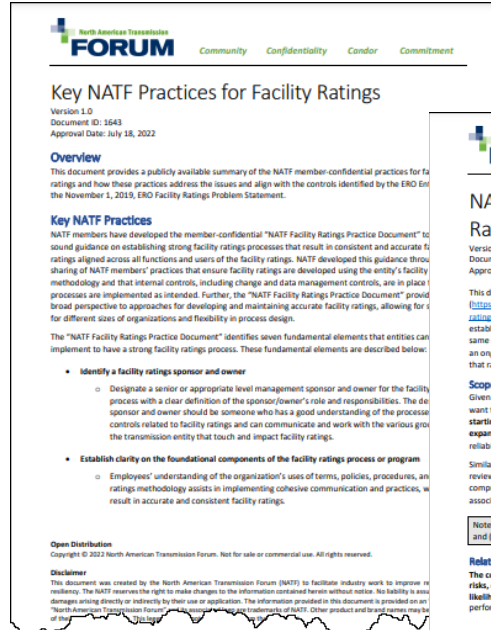 North American Transmission
FORUM
Community Confidentiality Candor Commitment
Key NATF Practices for Facility Ratings
Version 1.0
Document ID: 1643
Approval Date: July 18, 2022
Overview
This document provides a publicly available summary of the NATF member-confidential practices for fa
ratings and how these practices address the issues and align with the controls identified by the ERO Ent
the November 1, 2019, ERO Facility Ratings Problem Statement.
Key NATF Practices
NATF members have developed the member-confidential “NATF Facility Ratings Practice Document” to
sound guidance on establishing strong facility ratings processes that result in consistent and accurate fa
ratings aligned across all functions and users of the facility ratings. NATF developed this guidance throu
sharing of NATF members’ practices that ensure facility ratings are developed using the entity’s facility
methodology and that internal controls, including change and data management controls, are in place t
processes are implemented as intended. Further, the “NATF Facility Ratings Practice Document” provid
broad perspective to approaches for developing and maintaining accurate facility ratings, allowing for s
for different sizes of organizations and flexibility in process design.
The “NATF Facility Ratings Practice Document” identifies seven fundamental elements that entities can
implement to have a strong facility ratings process. These fundamental elements are described below:
• Identify a facility ratings sponsor and owner
o Designate a senior or appropriate level management sponsor and owner for the facility
process with a clear definition of the sponsor/owner’s role and responsibilities. The de
sponsor and owner should be someone who has a good understanding of the processe
controls related to facility ratings and can communicate and work with the various grou
the transmission entity that touch and impact facility ratings.
• Establish clarity on the foundational components of the facility ratings process or program
o Employees’ understanding of the organization’s uses of terms, policies, procedures, an
ratings methodology assists in implementing cohesive communication and practices, w
result in accurate and consistent facility ratings.
Open Distribution
Copyright © 2022 North American Transmission Forum. Not for sale or commercial use. All rights reserved.
Disclaimer
This document was created by the North American Transmission Forum (NATF) to facilitate industry work to improve re
resiliency. The NATF reserves the right to make changes to the information contained herein without notice. No liability is assu
damages arising directly or indirectly by their use or application. The information provided in this document is provided on an
“North American Transmission Forum” and its associated logo are trademarks of NATF. Other product and brand names may be
of the
This leg
NA
Ra
Versio
Docum
Appro
This d
(https
rating
establ
same
an ong
that ra
Scope
Given
want
startin
expan
reliabi
Simila
review
comp
associ
Note
and (
Relat
The c
risks,
likelih
perfor